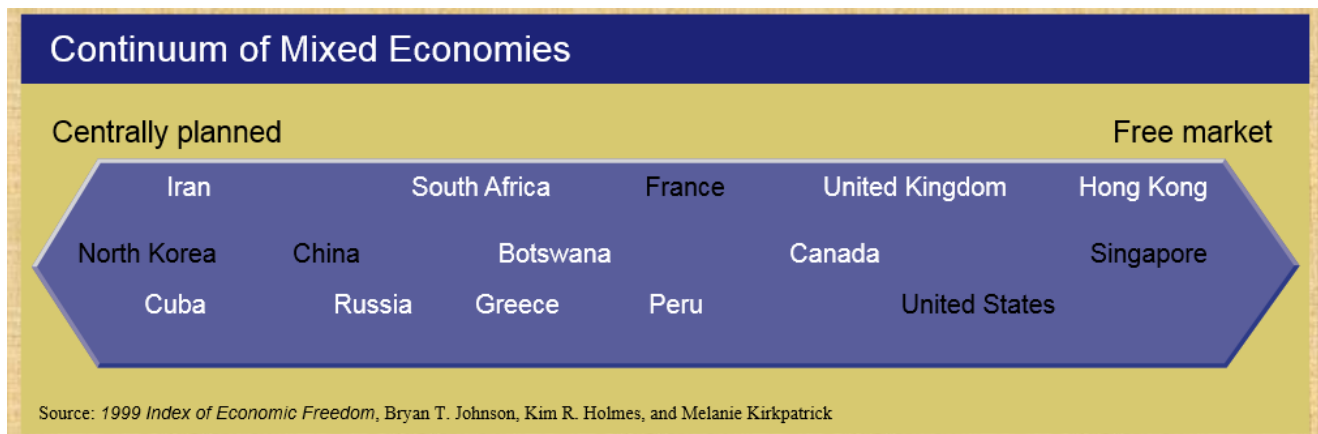 Continuum of Mixed Economies
Centrally planned Free market
Iran South Africa France United Kingdom Hong Kong
North Korea China Botswana Canada Singapore
Cuba Russia Greece Peru United States
Source: 1999 Index of Economic Freedom, Bryan T. Johnson, Kim R. Holmes, and Melanie Kirkpatrick